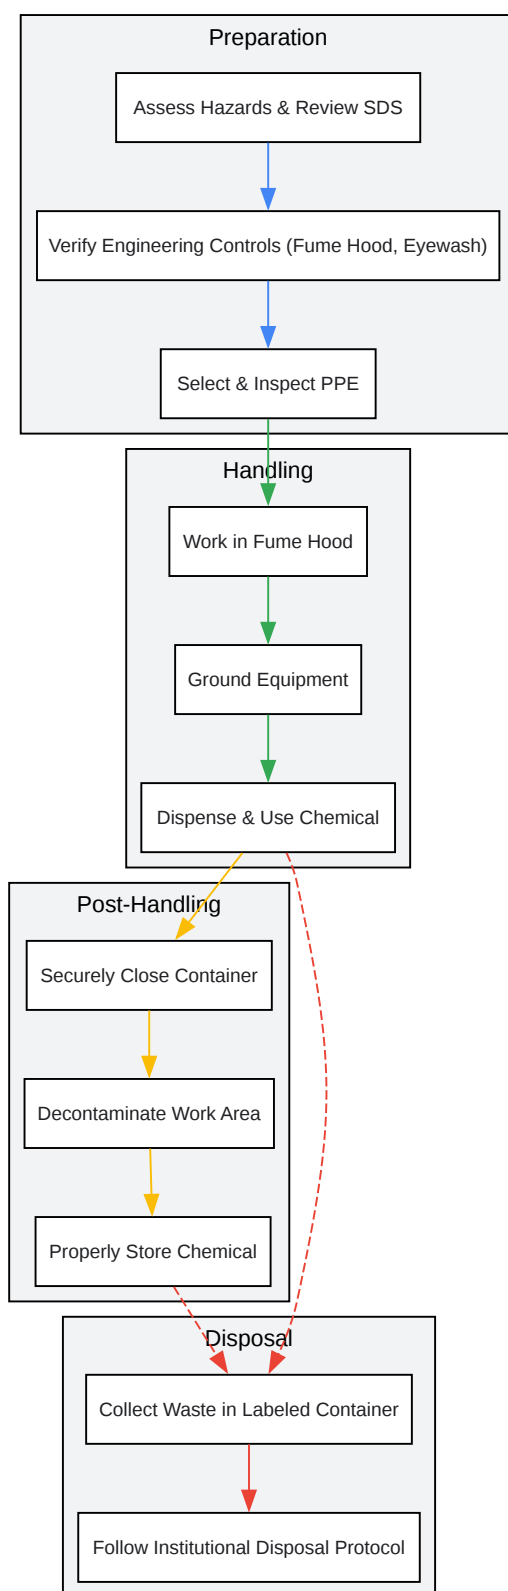 Preparation
Assess Hazards & Review SDS
Verify Engineering Controls (Fume Hood, Eyewash)
Select & Inspect PPE
Handling
Work in Fume Hood
Ground Equipment
Dispense & Use Chemical
Post-Handling
Securely Close Container
Decontaminate Work Area
Properly Store Chemical
Disposal
Collect Waste in Labeled Container
Follow Institutional Disposal Protocol